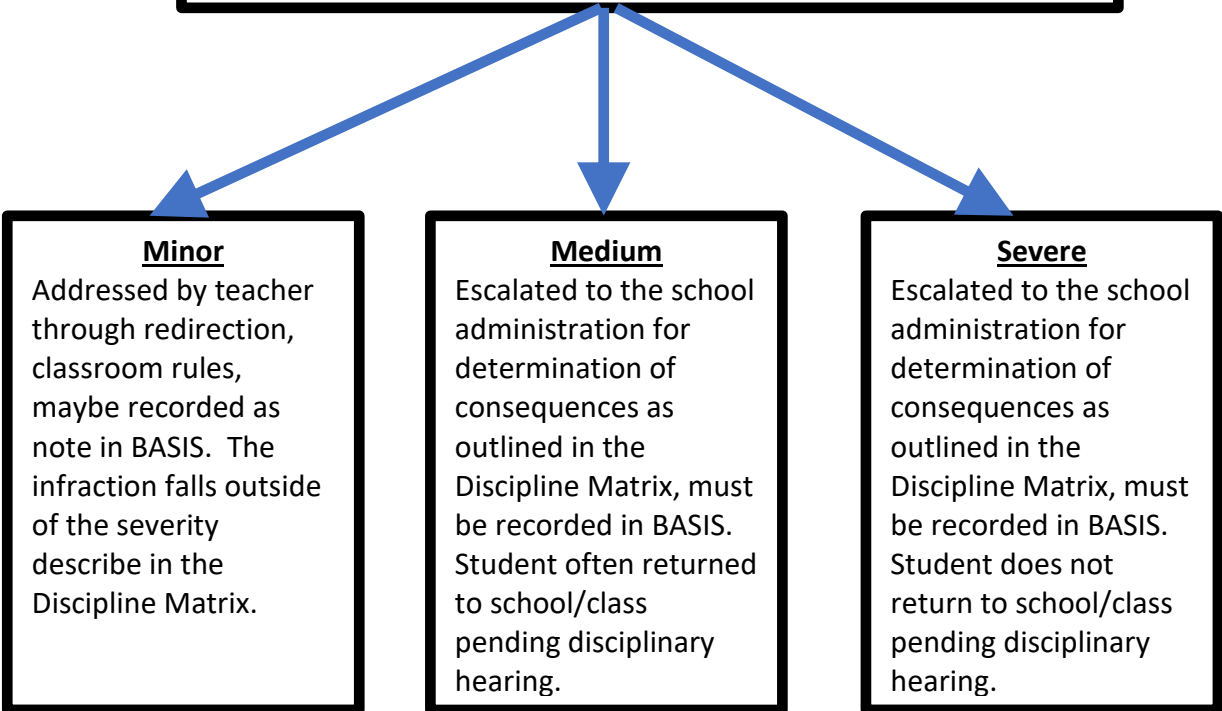 Minor
Addressed by teacher
through redirection,
classroom rules,
maybe recorded as
note in BASIS.  The
infraction falls outside
of the severity
describe in the
Discipline Matrix.
Medium
Escalated to the school
administration for
determination of
consequences as
outlined in the
Discipline Matrix, must
be recorded in BASIS.
Student often returned
to school/class
pending disciplinary
hearing.
Severe
Escalated to the school
administration for
determination of
consequences as
outlined in the
Discipline Matrix, must
be recorded in BASIS.
Student does not
return to school/class
pending disciplinary
hearing.